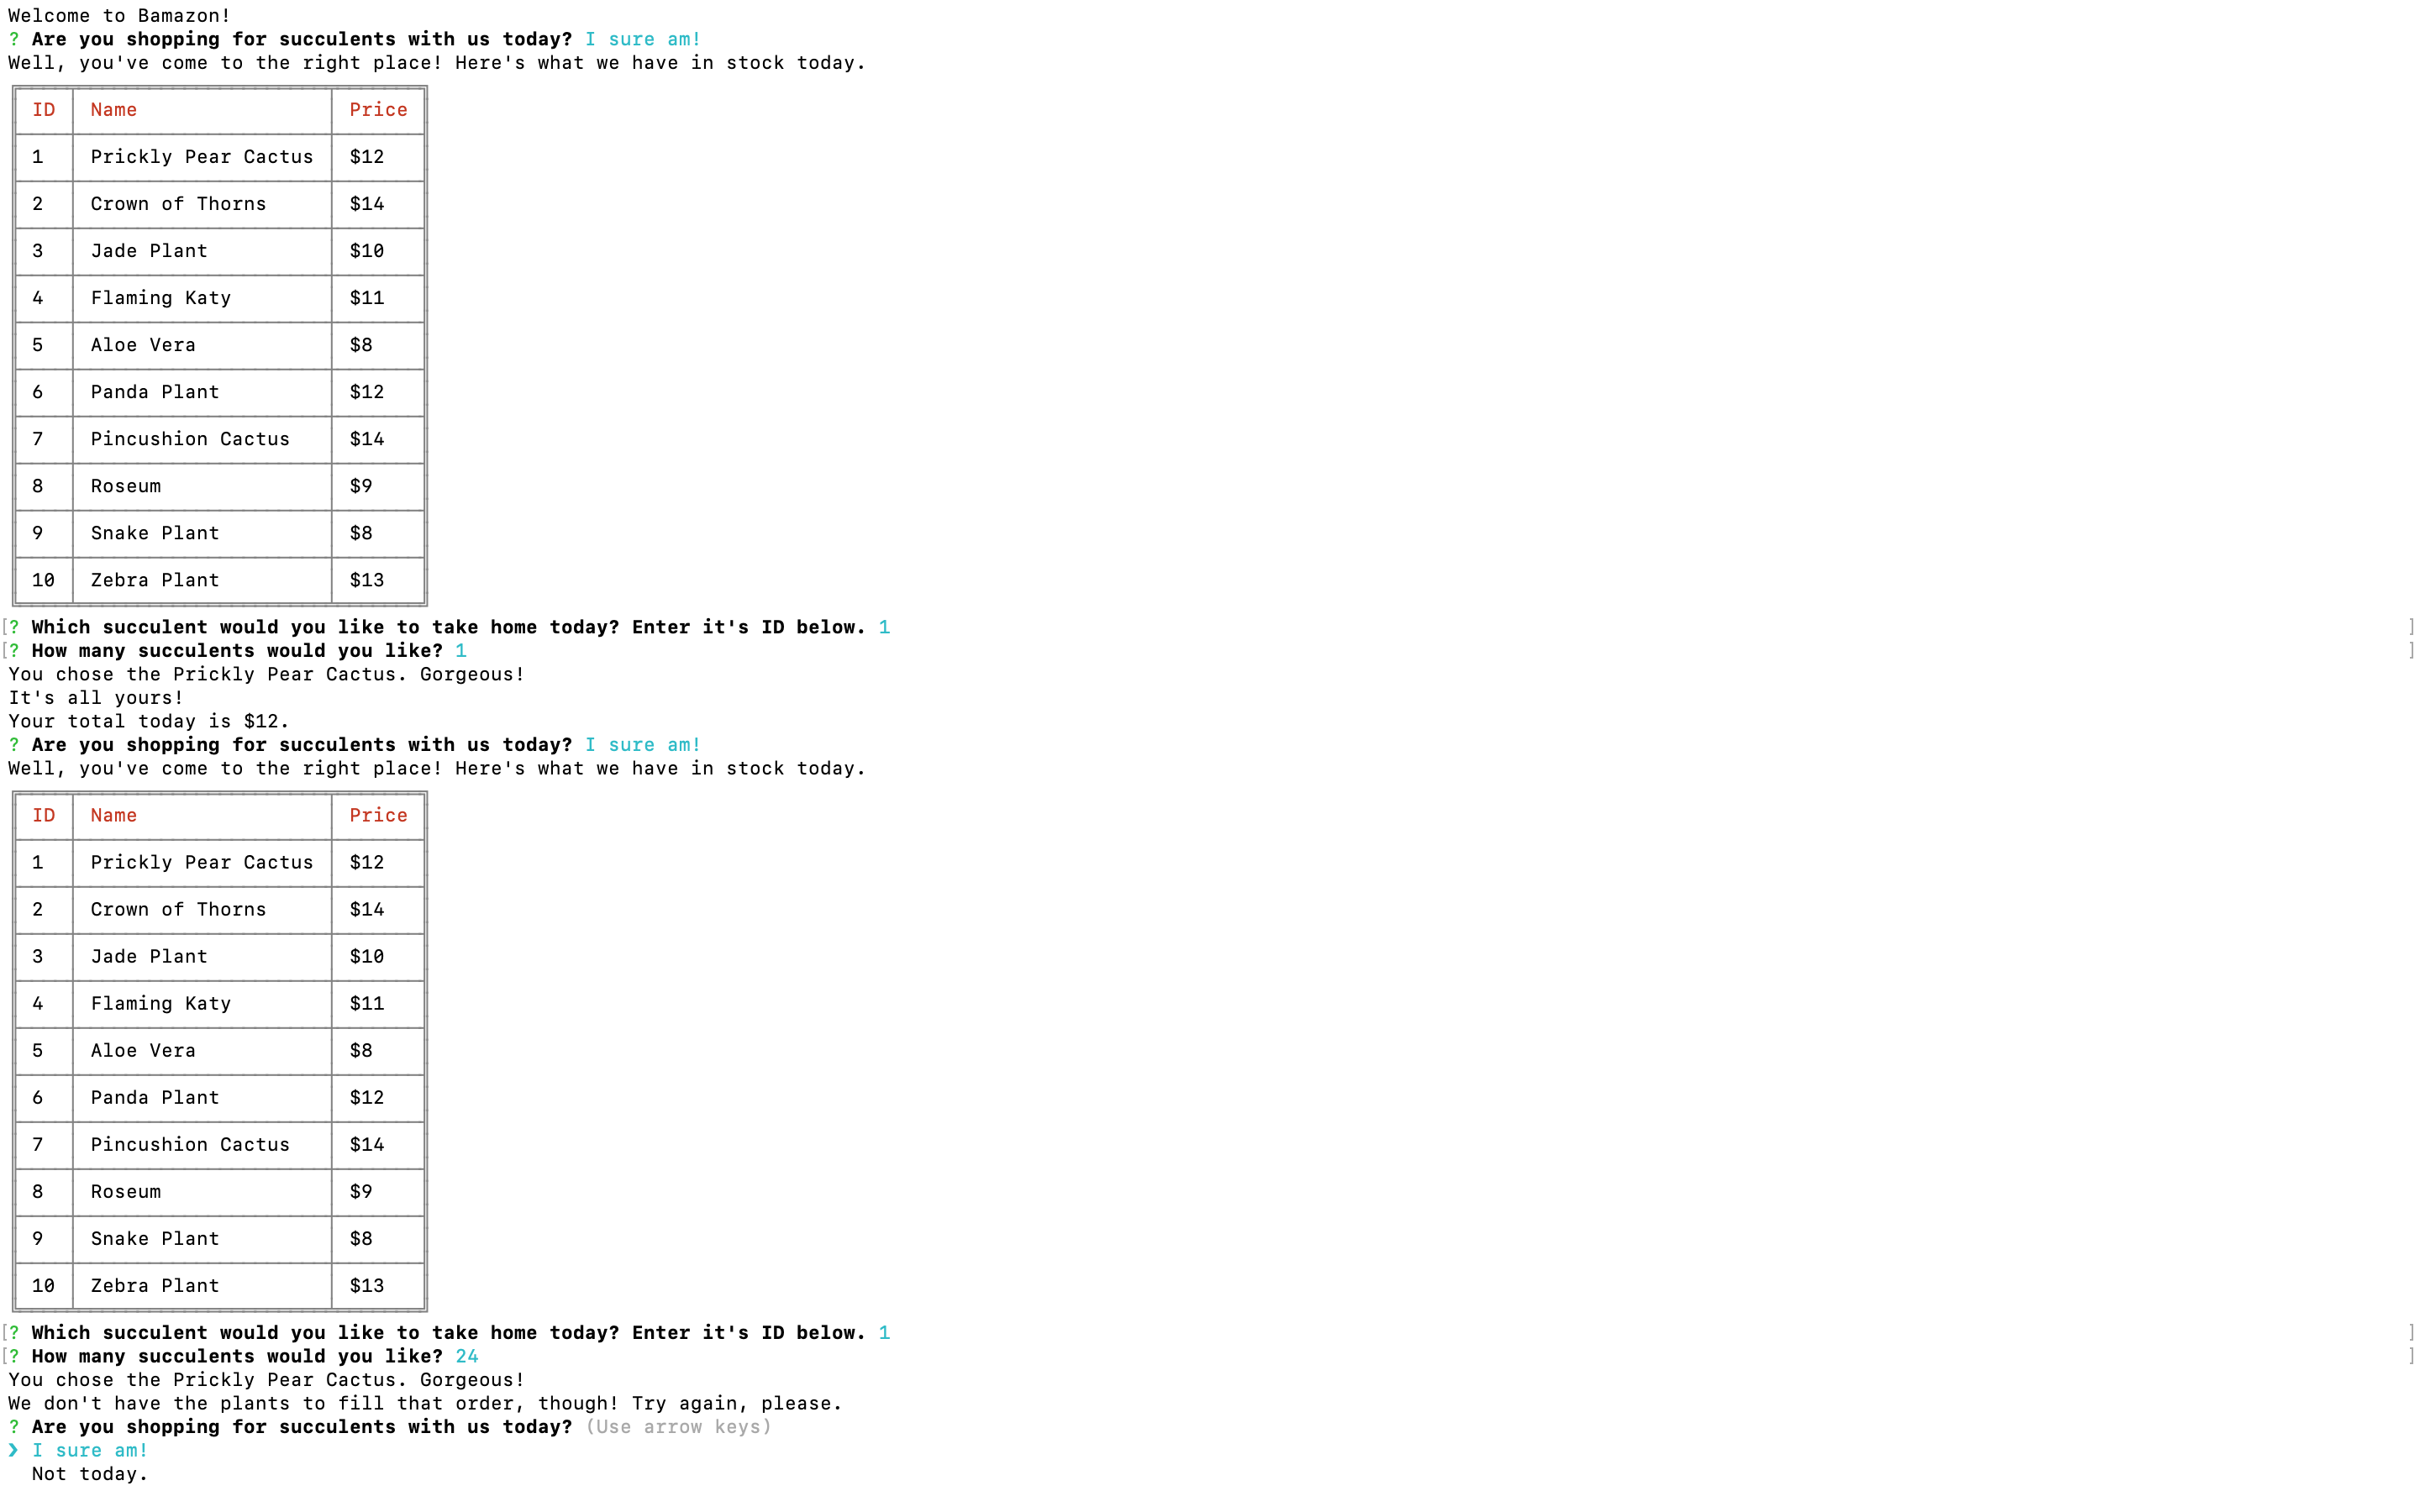 Welcome to Bamazon!
? Are you shopping for succulents with us today? I sure am!
Well, you've come to the right place! Here's what we have in stock today.
ID Name Price
1 Prickly Pear Cactus $12
2 Crown of Thorns $14
3 Jade Plant $10
4 Flaming Katy $11
5 Aloe Vera $8
6 Panda Plant $12
7 Pincushion Cactus $14
8 Roseum $9
9 Snake Plant $8
10 Zebra Plant $13
[? Which succulent would you like to take home today? Enter it's ID below. 1 ]
[? How many succulents would you like? 1 ]
You chose the Prickly Pear Cactus. Gorgeous!
It's all yours!
Your total today is $12.
? Are you shopping for succulents with us today? I sure am!
Well, you've come to the right place! Here's what we have in stock today.
ID Name Price
1 Prickly Pear Cactus $12
2 Crown of Thorns $14
3 Jade Plant $10
4 Flaming Katy $11
5 Aloe Vera $8
6 Panda Plant $12
7 Pincushion Cactus $14
8 Roseum $9
9 Snake Plant $8
10 Zebra Plant $13
[? Which succulent would you like to take home today? Enter it's ID below. 1 ]
[? How many succulents would you like? 24 ]
You chose the Prickly Pear Cactus. Gorgeous!
We don't have the plants to fill that order, though! Try again, please.
? Are you shopping for succulents with us today? (Use arrow keys)
❯ I sure am!
Not today.